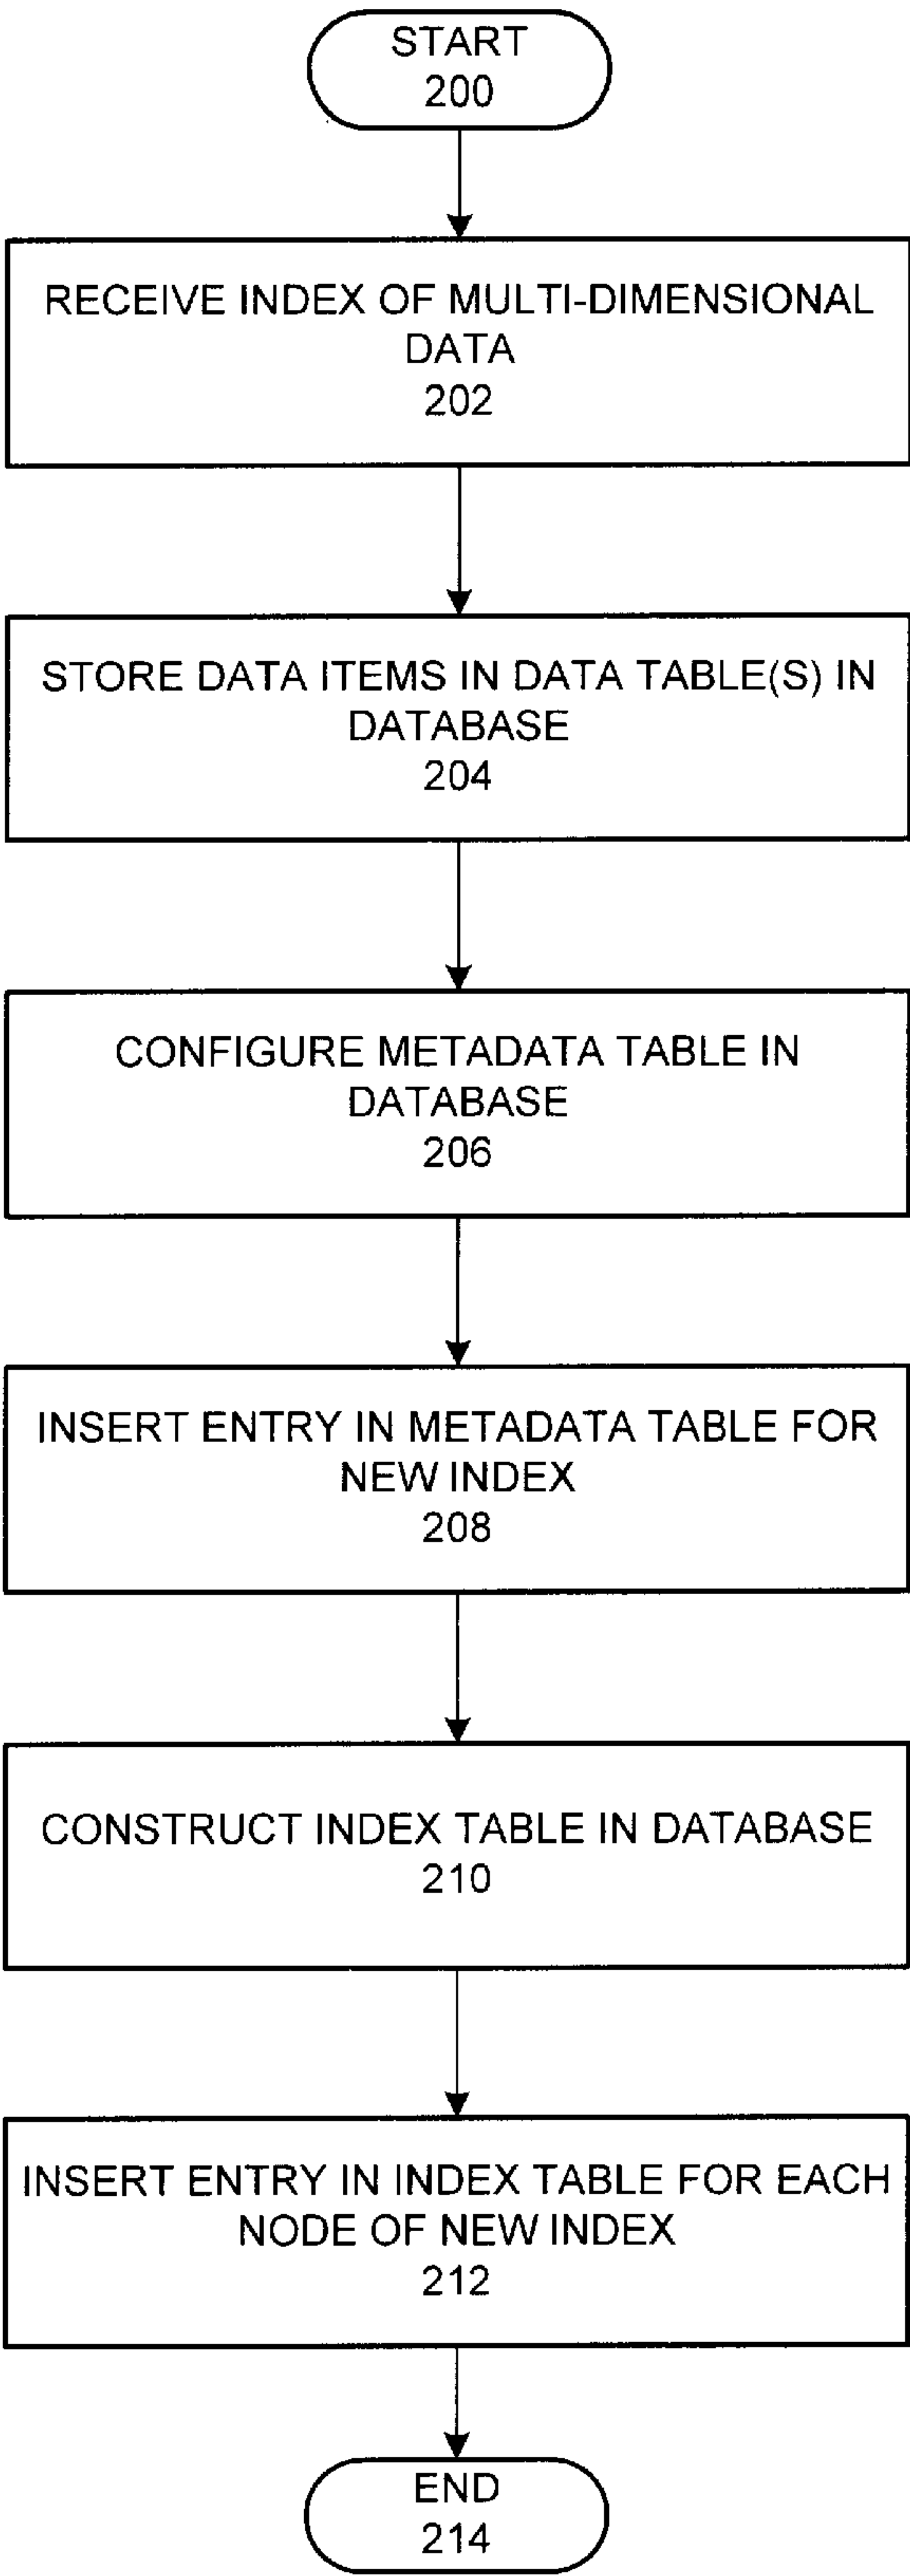 START
200
RECEIVE INDEX OF MULTI-DIMENSIONAL
DATA
202
STORE DATA ITEMS IN DATA TABLE(S) IN
DATABASE
204
CONFIGURE METADATA TABLE IN
DATABASE
206
INSERT ENTRY IN METADATA TABLE FOR
NEW INDEX
208
CONSTRUCT INDEX TABLE IN DATABASE
210
INSERT ENTRY IN INDEX TABLE FOR EACH
NODE OF NEW INDEX
212
END
214